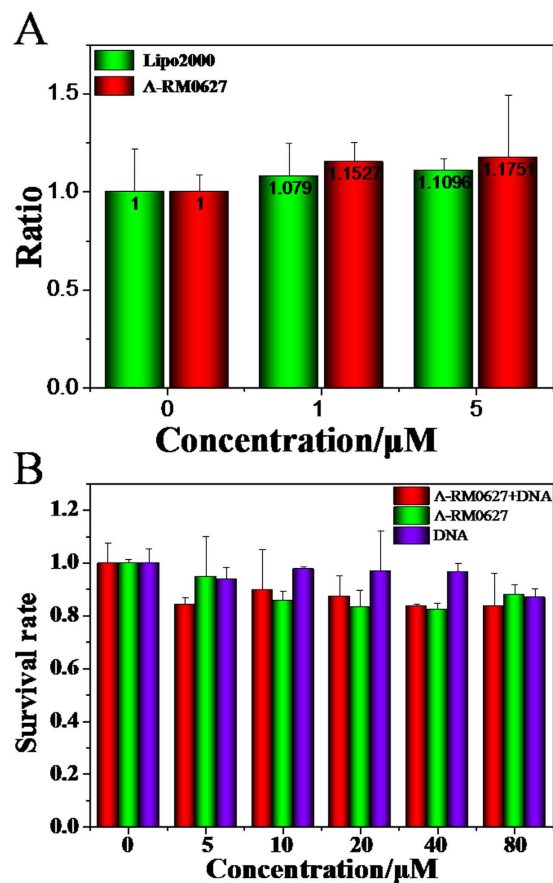 A
Lipo2000
Λ-RM0627
1.5
1.0
0.5
0.0
Ratio
1
1
1.079
1.1527
1.1096
1.1751
0
1
5
Concentration/μM
B
Λ-RM0627+DNA
Λ-RM0627
DNA
1.2
1.0
0.8
0.6
0.4
0.2
0.0
Survival rate
0
5
10
20
40
80
Concentration/μM